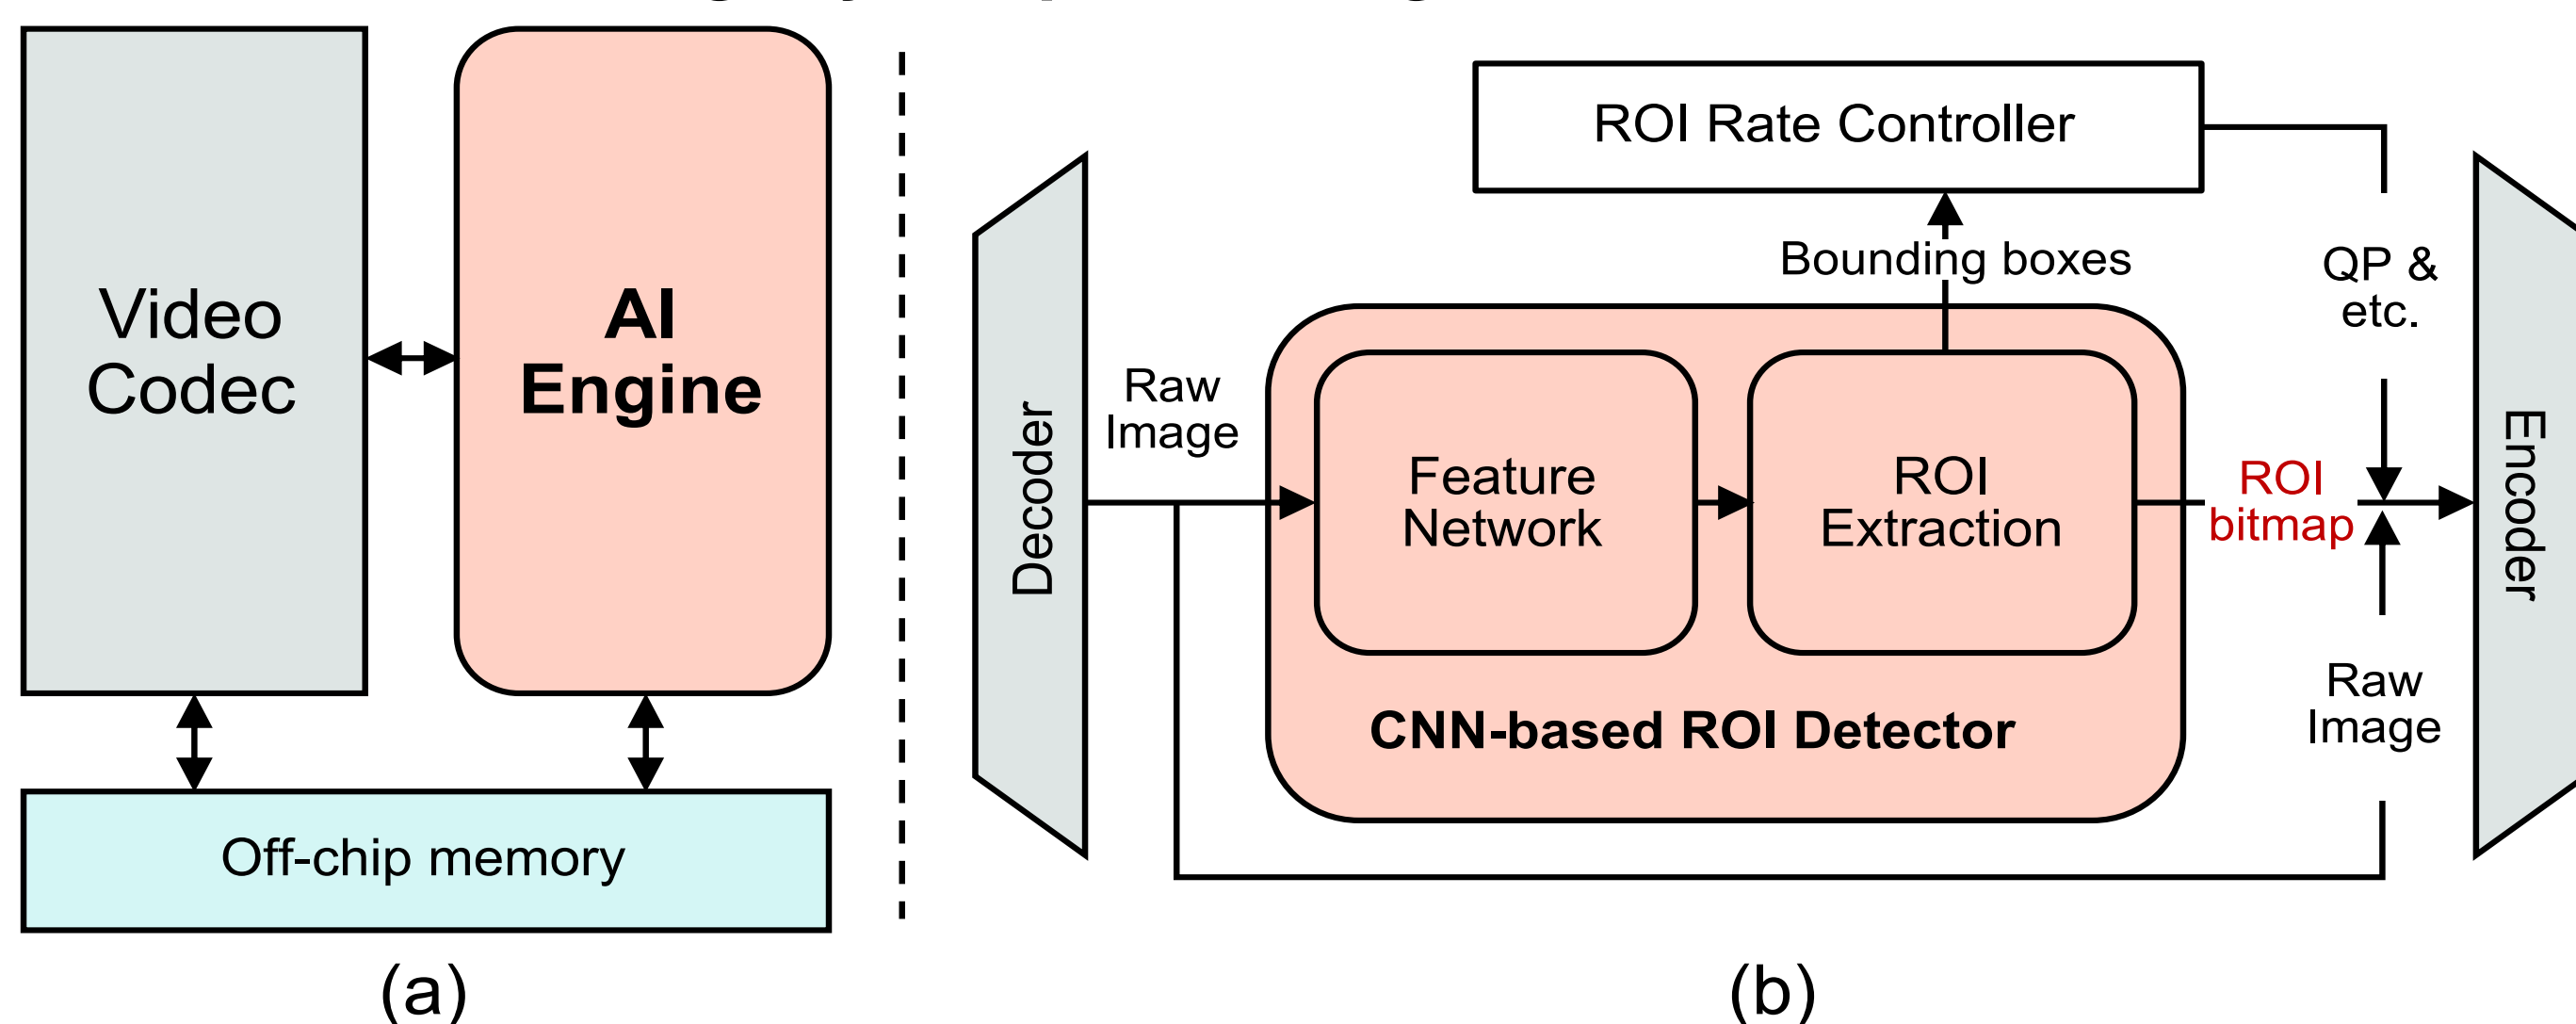 Video
Codec
AI
Engine
Off-chip memory
(a)
Decoder
Raw
Image
ROI Rate Controller
Bounding boxes
QP &
etc.
Feature
Network
ROI
Extraction
CNN-based ROI Detector
ROI
bitmap
Raw
Image
Encoder
(b)